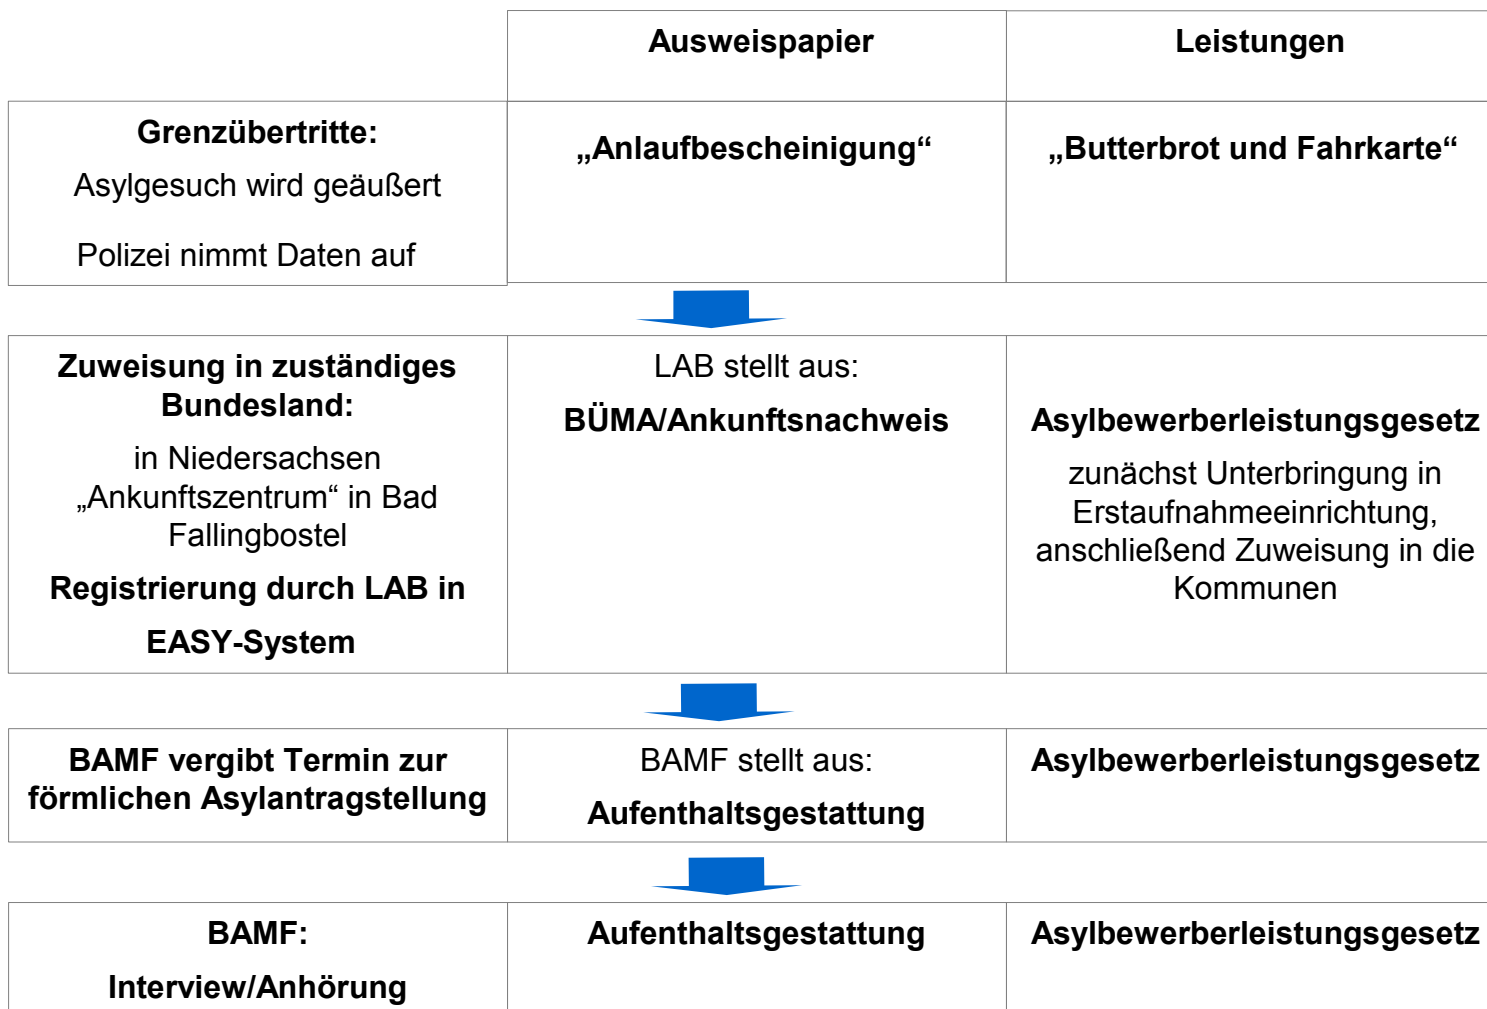 Ausweispapier
Leistungen
Grenzübertritte:
Asylgesuch wird geäußert
Polizei nimmt Daten auf
„Anlaufbescheinigung“
„Butterbrot und Fahrkarte“
Zuweisung in zuständiges
Bundesland:
in Niedersachsen
„Ankunftszentrum“ in Bad
Fallingbostel
Registrierung durch LAB in
EASY-System
LAB stellt aus:
BÜMA/Ankunftsnachweis
Asylbewerberleistungsgesetz
zunächst Unterbringung in
Erstaufnahmeeinrichtung,
anschließend Zuweisung in die
Kommunen
BAMF vergibt Termin zur
förmlichen Asylantragstellung
BAMF stellt aus:
Aufenthaltsgestattung
Asylbewerberleistungsgesetz
BAMF:
Interview/Anhörung
Aufenthaltsgestattung
Asylbewerberleistungsgesetz